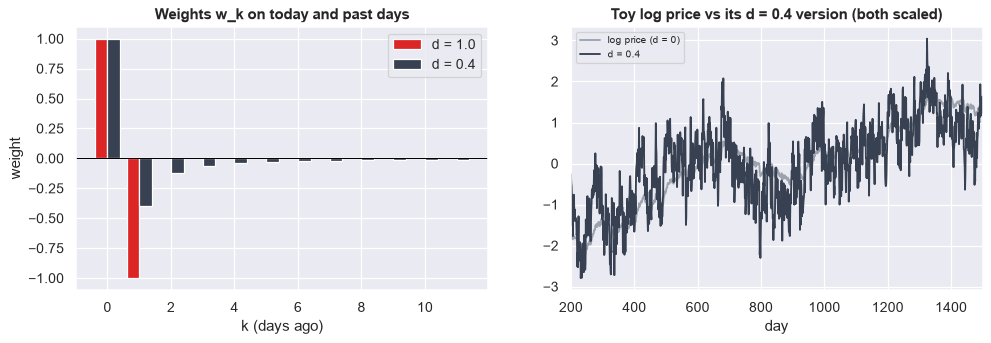 Weights w_k on today and past days
1.00
0.75
0.50
0.25
0.00
−0.25
−0.50
−0.75
−1.00
weight
d = 1.0
d = 0.4
0 2 4 6 8 10
k (days ago)
Toy log price vs its d = 0.4 version (both scaled)
3
2
1
0
−1
−2
−3
log price (d = 0)
d = 0.4
200 400 600 800 1000 1200 1400
day